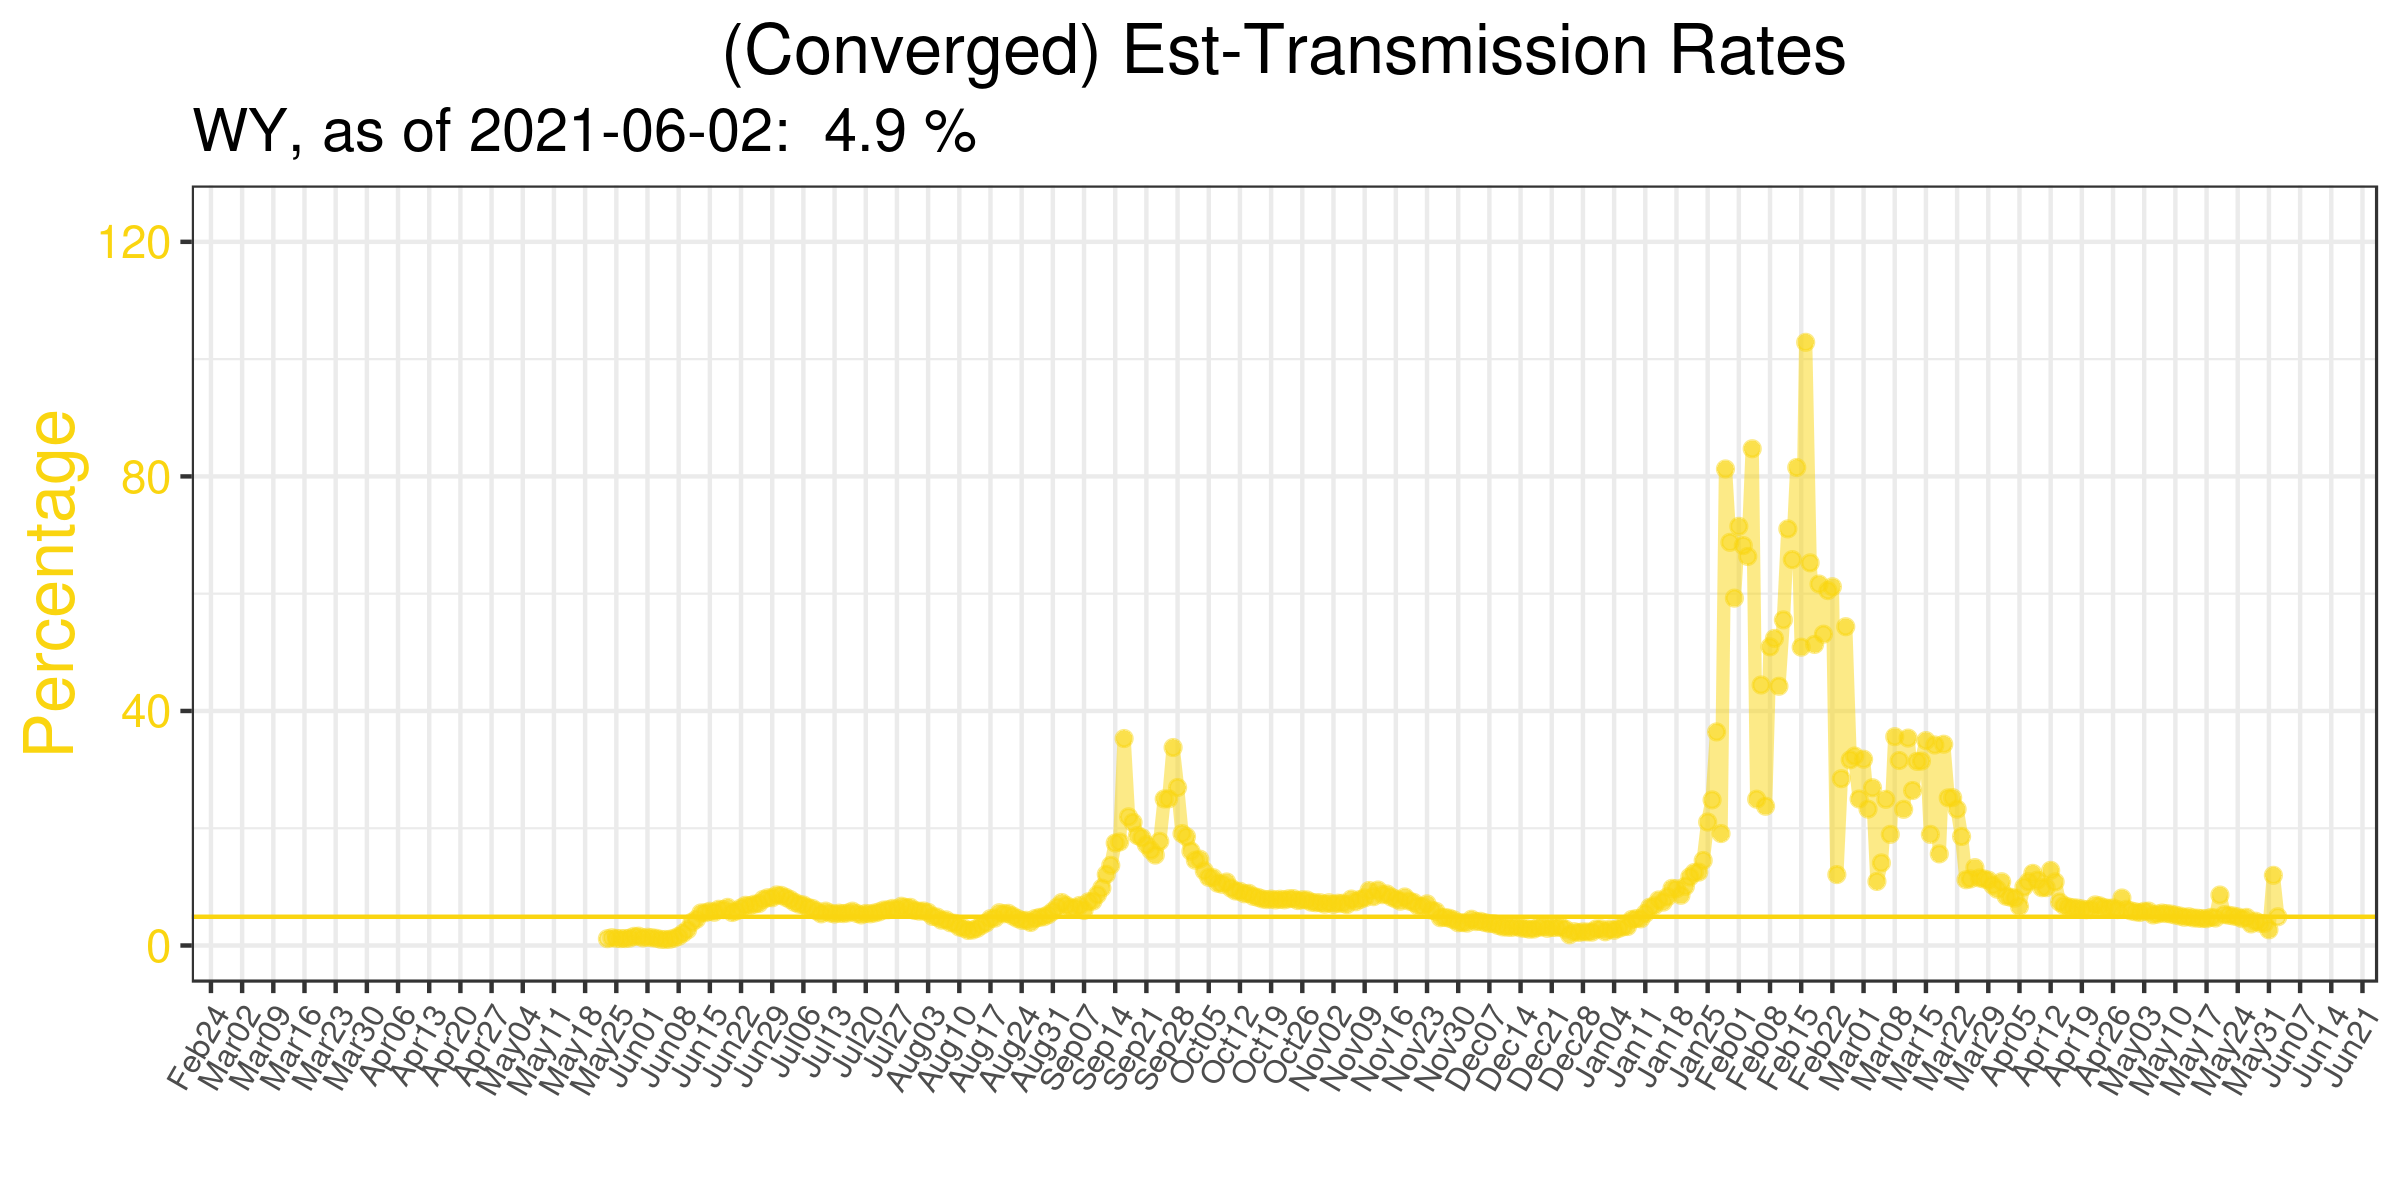 (Converged) Est-Transmission Rates
WY, as of 2021-06-02:  4.9 %
Percentage
120
80
40
0
Feb24
Mar02
Mar09
Mar16
Mar23
Mar30
Apr06
Apr13
Apr20
Apr27
May04
May11
May18
May25
Jun01
Jun08
Jun15
Jun22
Jun29
Jul06
Jul13
Jul20
Jul27
Aug03
Aug10
Aug17
Aug24
Aug31
Sep07
Sep14
Sep21
Sep28
Oct05
Oct12
Oct19
Oct26
Nov02
Nov09
Nov16
Nov23
Nov30
Dec07
Dec14
Dec21
Dec28
Jan04
Jan11
Jan18
Jan25
Feb01
Feb08
Feb15
Feb22
Mar01
Mar08
Mar15
Mar22
Mar29
Apr05
Apr12
Apr19
Apr26
May03
May10
May17
May24
May31
Jun07
Jun14
Jun21